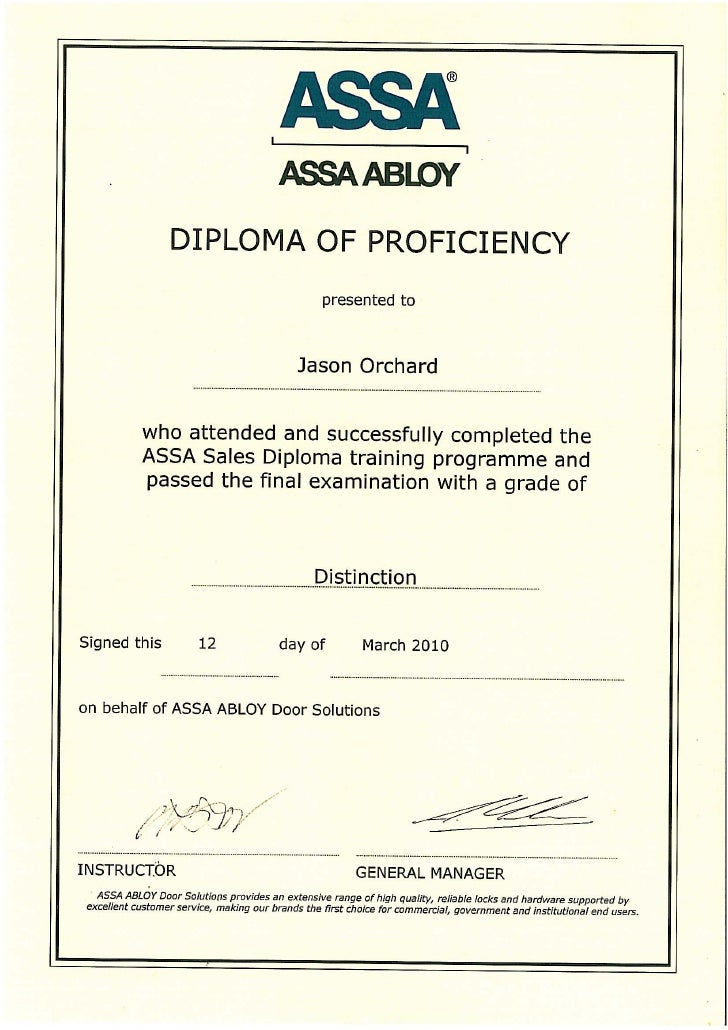 ASSA®
ASSA ABLOY
DIPLOMA OF PROFICIENCY
presented to
Jason Orchard
who attended and successfully completed the
ASSA Sales Diploma training programme and
passed the final examination with a grade of
Distinction
Signed this 12 day of March 2010
on behalf of ASSA ABLOY Door Solutions
INSTRUCTOR GENERAL MANAGER
ASSA ABLOY Door Solutions provides an extensive range of high quality, reliable locks and hardware supported by
excellent customer service, making our brands the first choice for commercial, government and institutional end users.